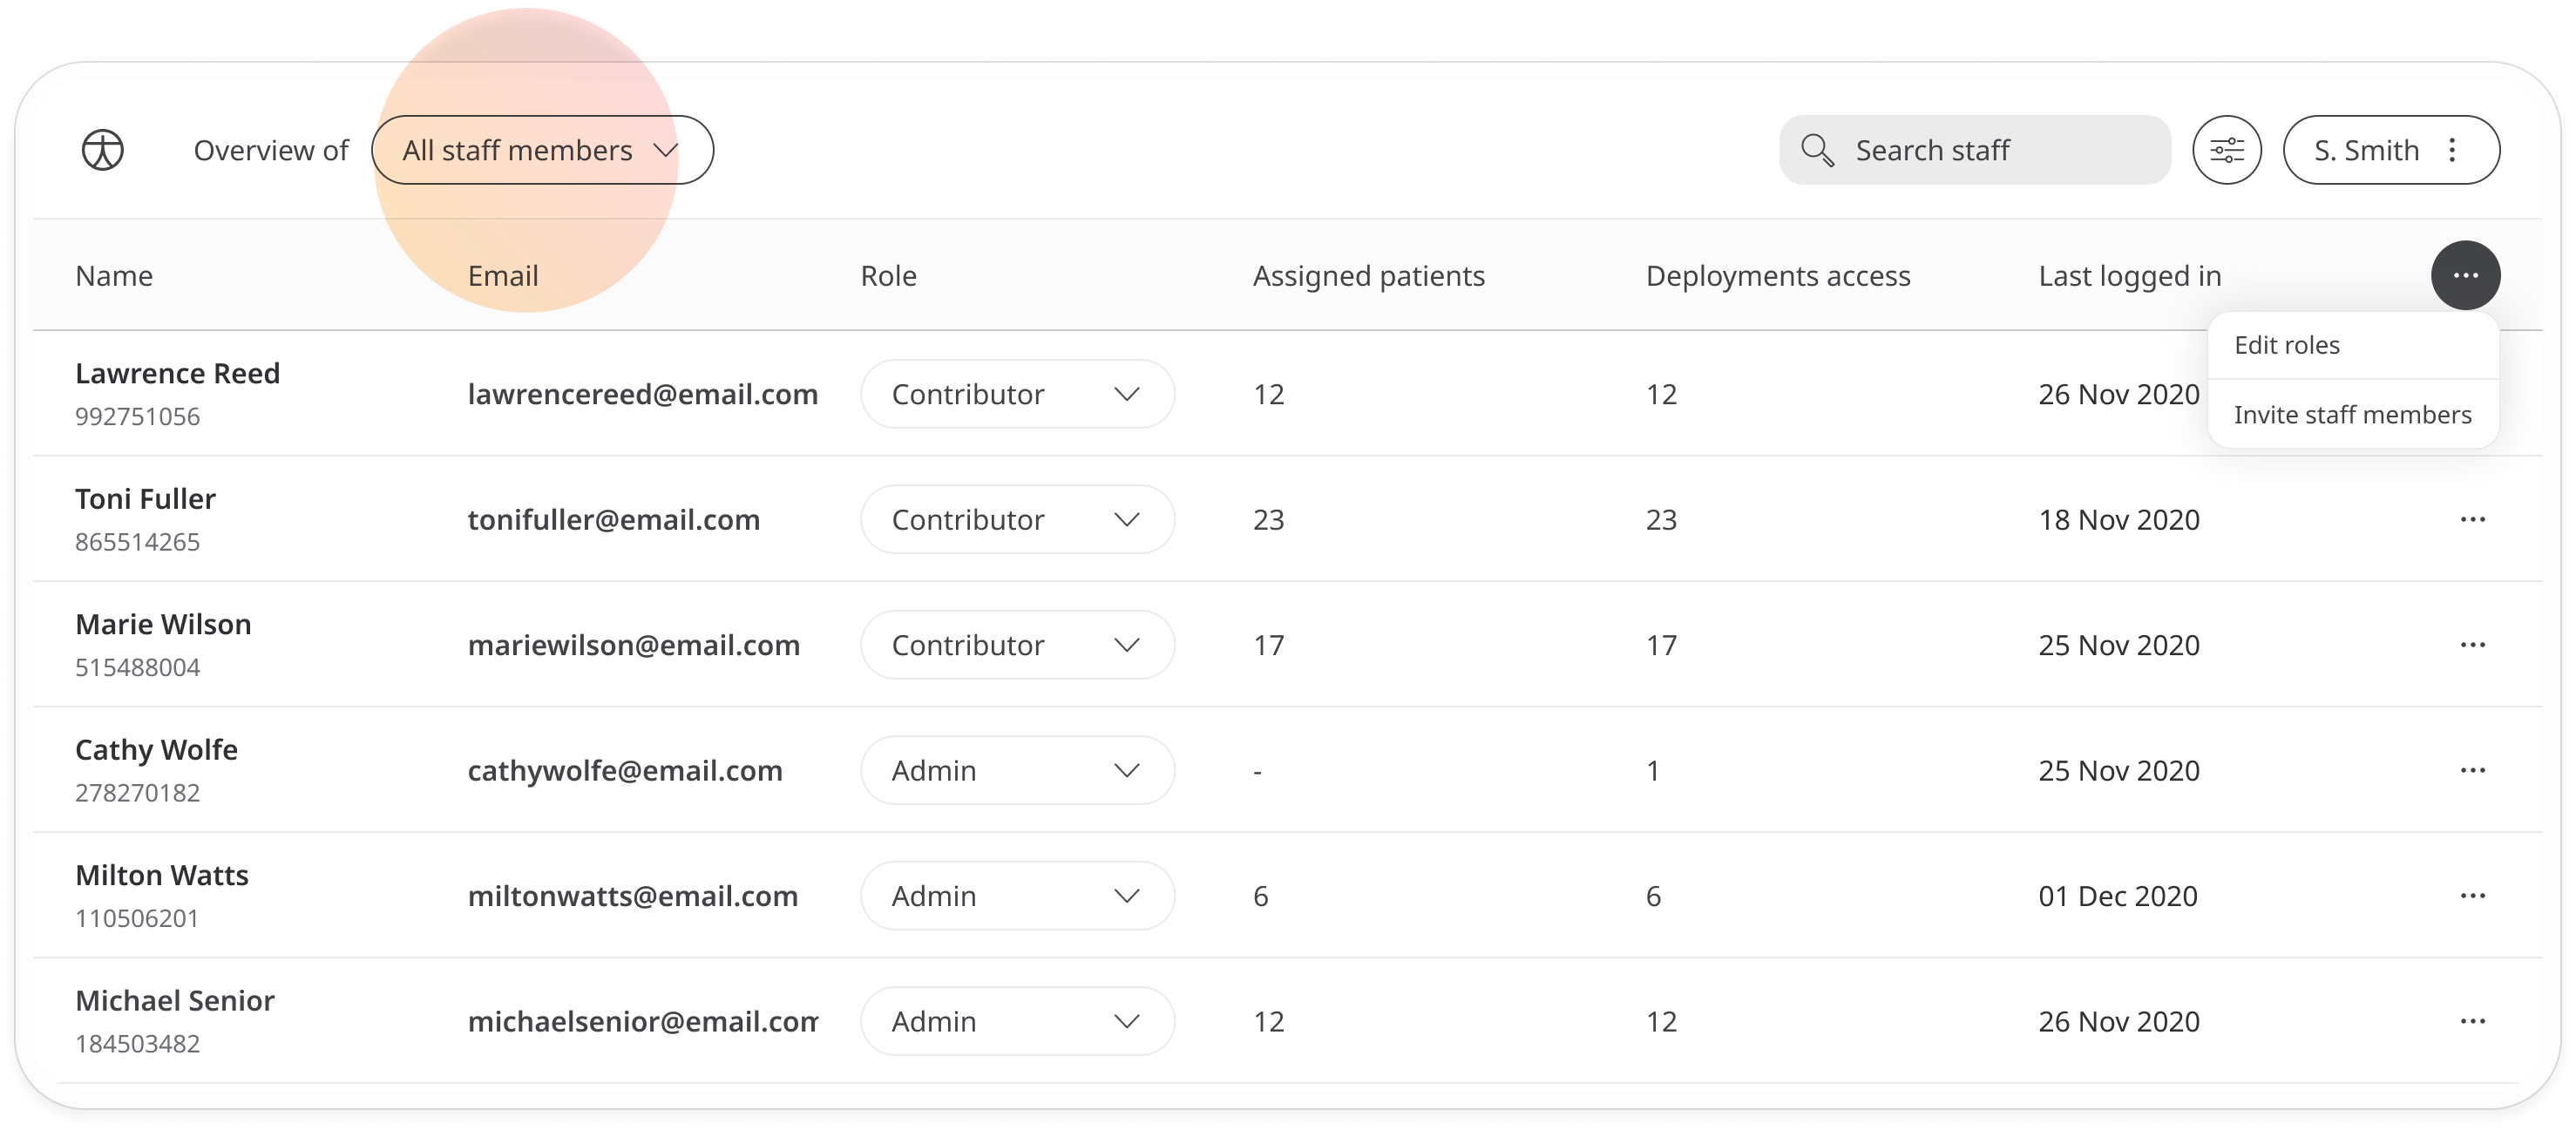 Overview of All staff members Search staff S. Smith
Name Email Role Assigned patients Deployments access Last logged in
Edit roles
Invite staff members
Lawrence Reed
992751056
lawrencereed@email.com Contributor 12 12 26 Nov 2020
Toni Fuller
865514265
tonifuller@email.com Contributor 23 23 18 Nov 2020
Marie Wilson
515488004
mariewilson@email.com Contributor 17 17 25 Nov 2020
Cathy Wolfe
278270182
cathywolfe@email.com Admin - 1 25 Nov 2020
Milton Watts
110506201
miltonwatts@email.com Admin 6 6 01 Dec 2020
Michael Senior
184503482
michaelsenior@email.com Admin 12 12 26 Nov 2020